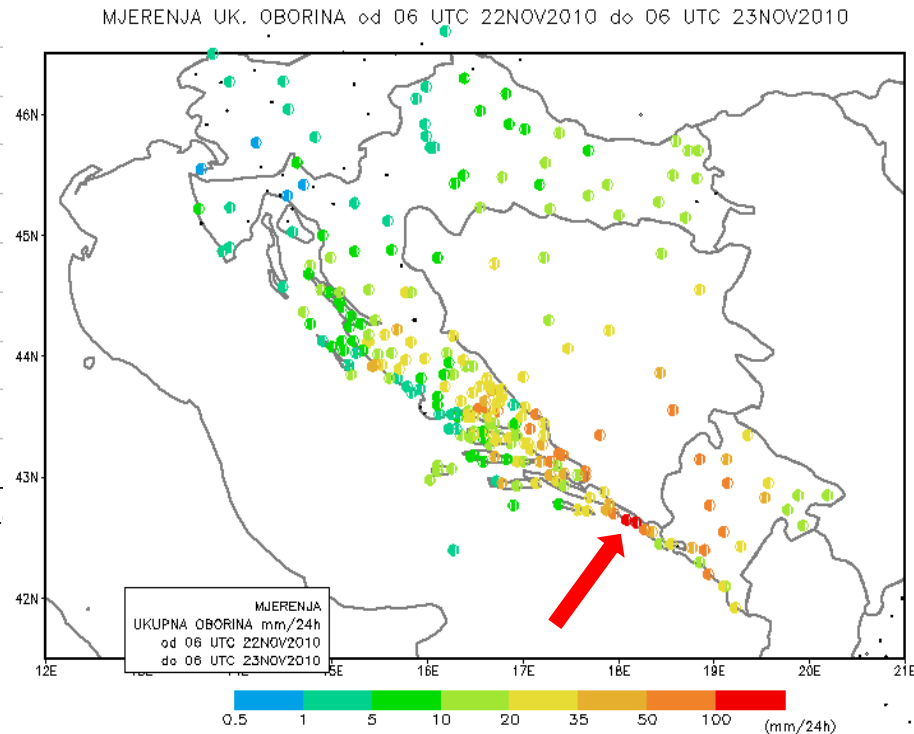 MJERENJA UK. OBORINA od 06 UTC 22NOV2010 do 06 UTC 23NOV2010
46N
45N
44N
43N
42N
MJERENJA
UKUPNA OBORINA mm/24h
od 06 UTC 22NOV2010
do 06 UTC 23NOV2010
12E 15E 16E 17E 18E 19E 20E 21E
0.5 1 5 10 20 35 50 100 (mm/24h)